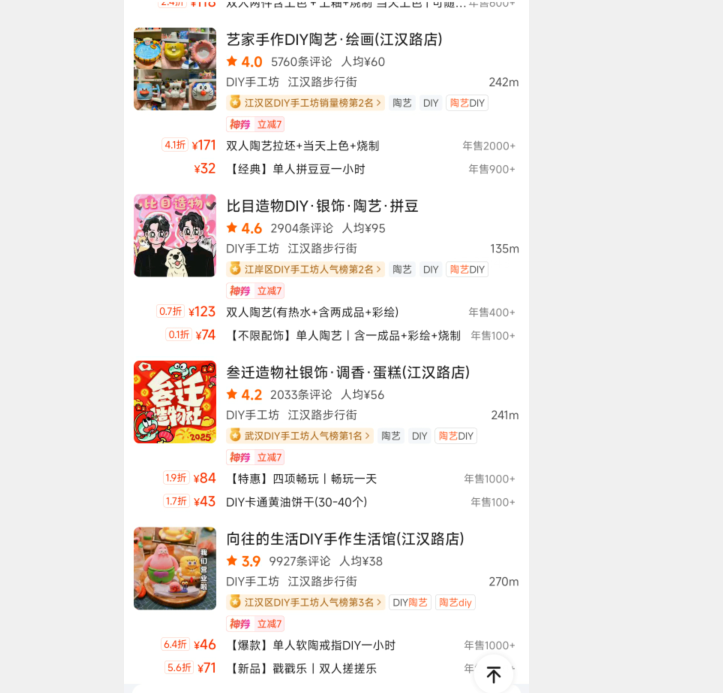 2.4折 ¥118 双人两件含上色+上釉+烧制 当天上色 | 可随... 年售600+
艺家手作DIY陶艺·绘画(江汉路店)
4.0 5760条评论 人均¥60
DIY手工坊 江汉路步行街 242m
江汉区DIY手工坊销量榜第2名 > 陶艺 DIY 陶艺DIY
神券 立减7
4.1折 ¥171 双人陶艺拉坯+当天上色+烧制 年售2000+
¥32 【经典】单人拼豆豆一小时 年售900+
比目造物
比目造物DIY·银饰·陶艺·拼豆
4.6 2904条评论 人均¥95
DIY手工坊 江汉路步行街 135m
江岸区DIY手工坊人气榜第2名 > 陶艺 DIY 陶艺DIY
神券 立减7
0.7折 ¥123 双人陶艺(有热水+含两成品+彩绘) 年售400+
0.1折 ¥74 【不限配饰】单人陶艺丨含一成品+彩绘+烧制 年售100+
叁迁造物社
2025
叁迁造物社银饰·调香·蛋糕(江汉路店)
4.2 2033条评论 人均¥56
DIY手工坊 江汉路步行街 241m
武汉DIY手工坊人气榜第1名 > 陶艺 DIY 陶艺DIY
神券 立减7
1.9折 ¥84 【特惠】四项畅玩丨畅玩一天 年售1000+
1.7折 ¥43 DIY卡通黄油饼干(30-40个) 年售100+
我们营业啦
向往的生活DIY手作生活馆(江汉路店)
3.9 9927条评论 人均¥38
DIY手工坊 江汉路步行街 270m
江汉区DIY手工坊人气榜第3名 > DIY陶艺 陶艺diy
神券 立减7
6.4折 ¥46 【爆款】单人软陶戒指DIY一小时 年售1000+
5.6折 ¥71 【新品】戳戳乐丨双人搓搓乐 年